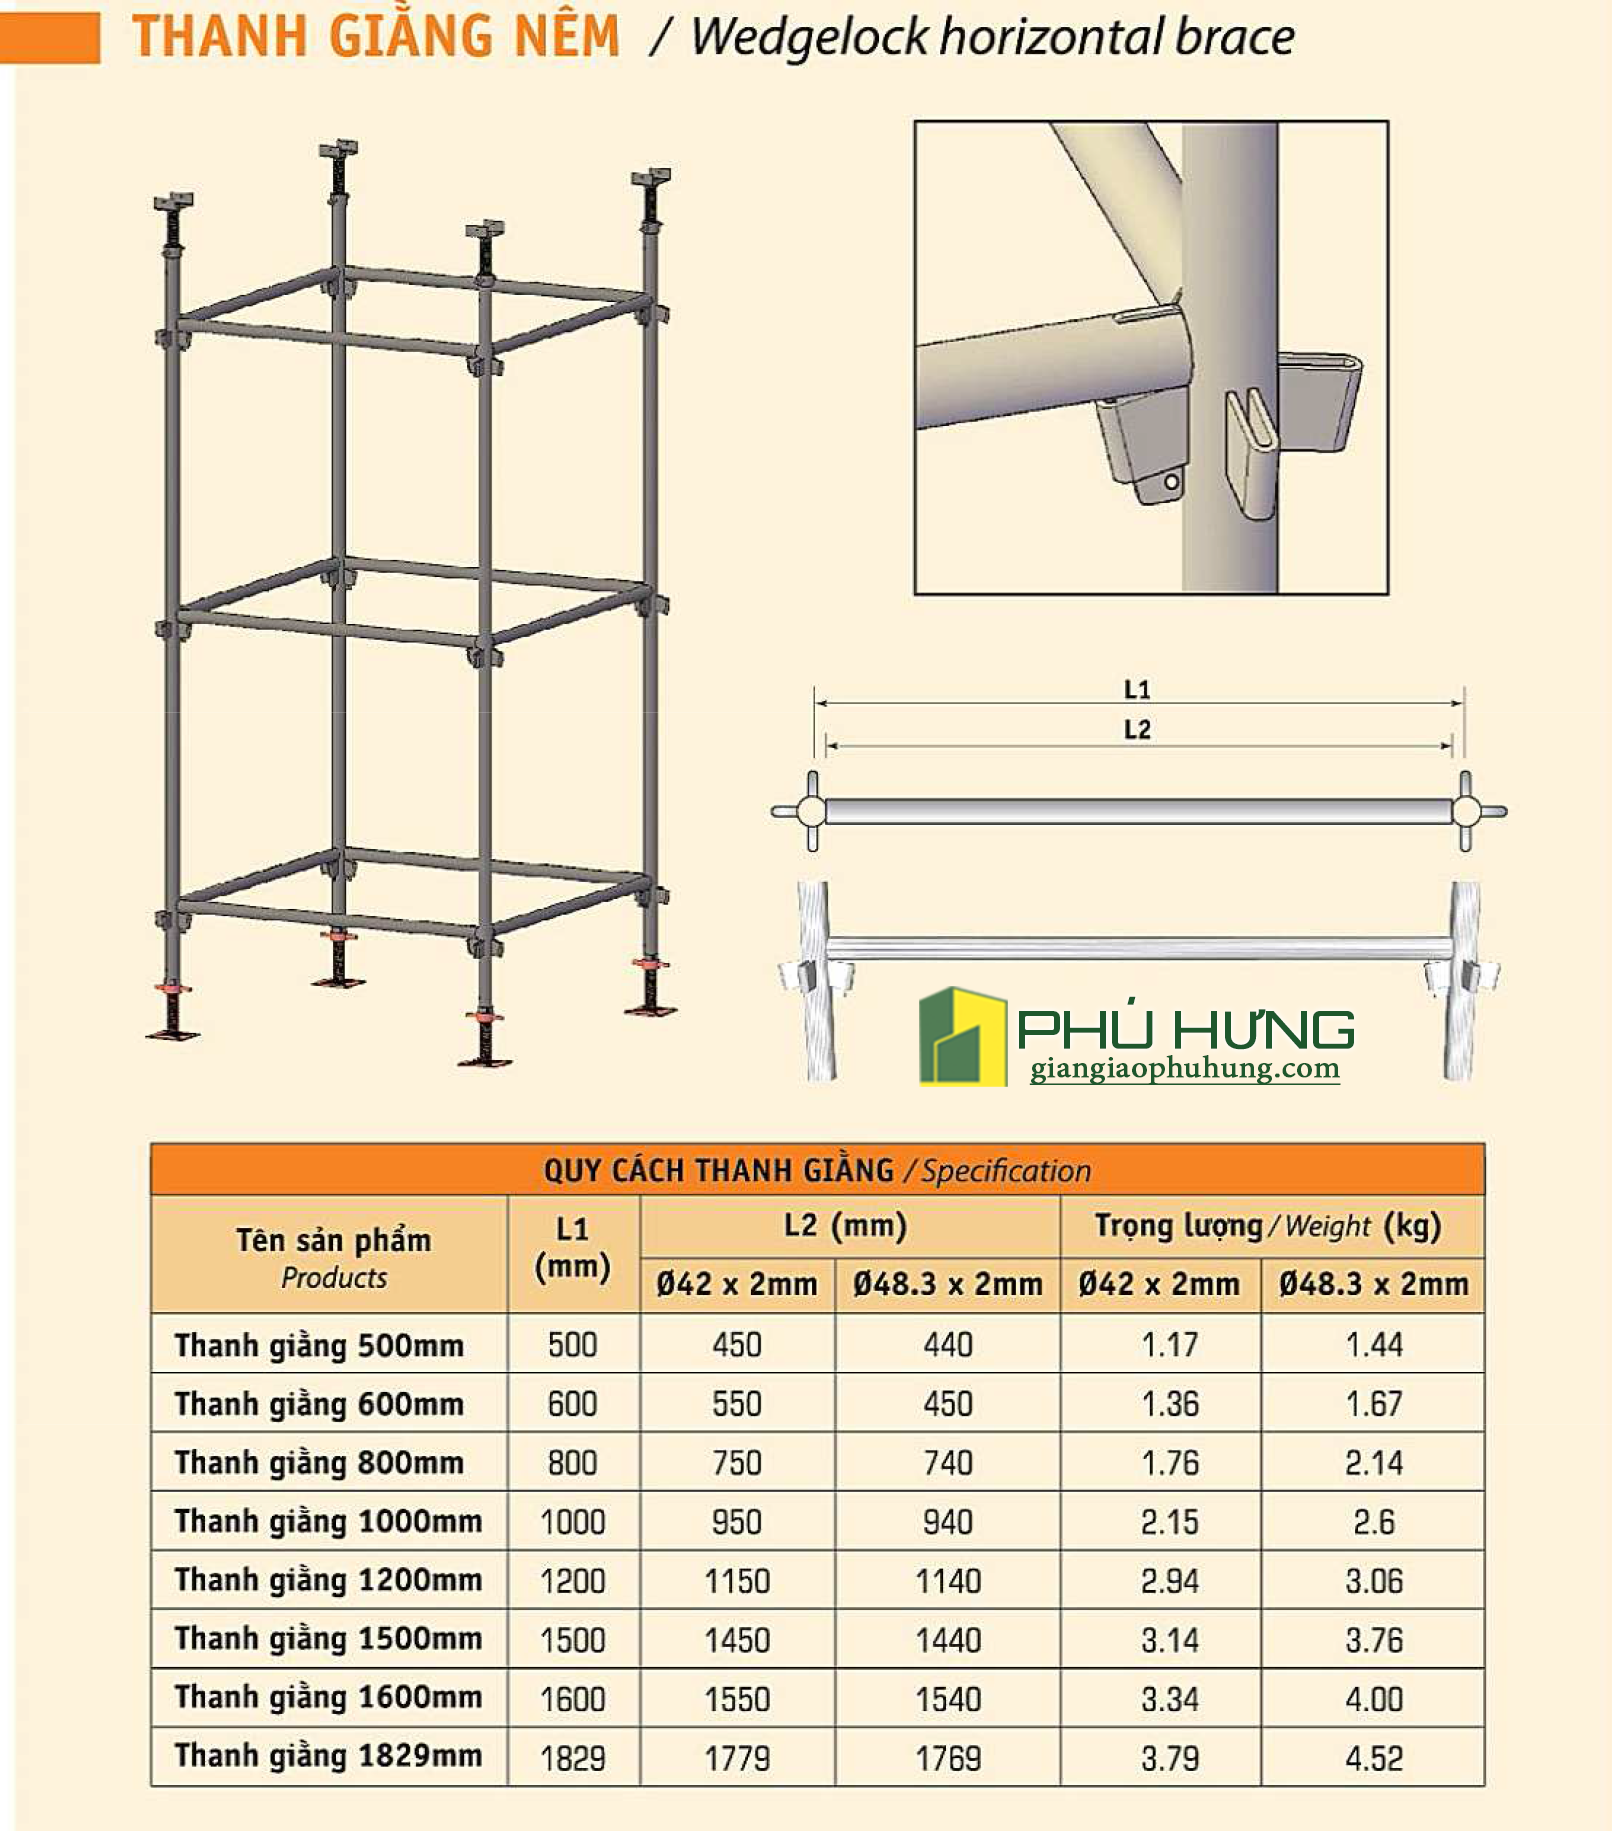 THANH GIẰNG NÊM / Wedgelock horizontal brace
L1
L2
PHÚ HƯNG
giangiaophuhung.com
QUY CÁCH THANH GIẰNG / Specification
Tên sản phẩm
Products
L1
(mm)
L2 (mm)
Trọng lượng / Weight (kg)
Ø42 x 2mm Ø48.3 x 2mm Ø42 x 2mm Ø48.3 x 2mm
Thanh giằng 500mm 500 450 440 1.17 1.44
Thanh giằng 600mm 600 550 450 1.36 1.67
Thanh giằng 800mm 800 750 740 1.76 2.14
Thanh giằng 1000mm 1000 950 940 2.15 2.6
Thanh giằng 1200mm 1200 1150 1140 2.94 3.06
Thanh giằng 1500mm 1500 1450 1440 3.14 3.76
Thanh giằng 1600mm 1600 1550 1540 3.34 4.00
Thanh giằng 1829mm 1829 1779 1769 3.79 4.52